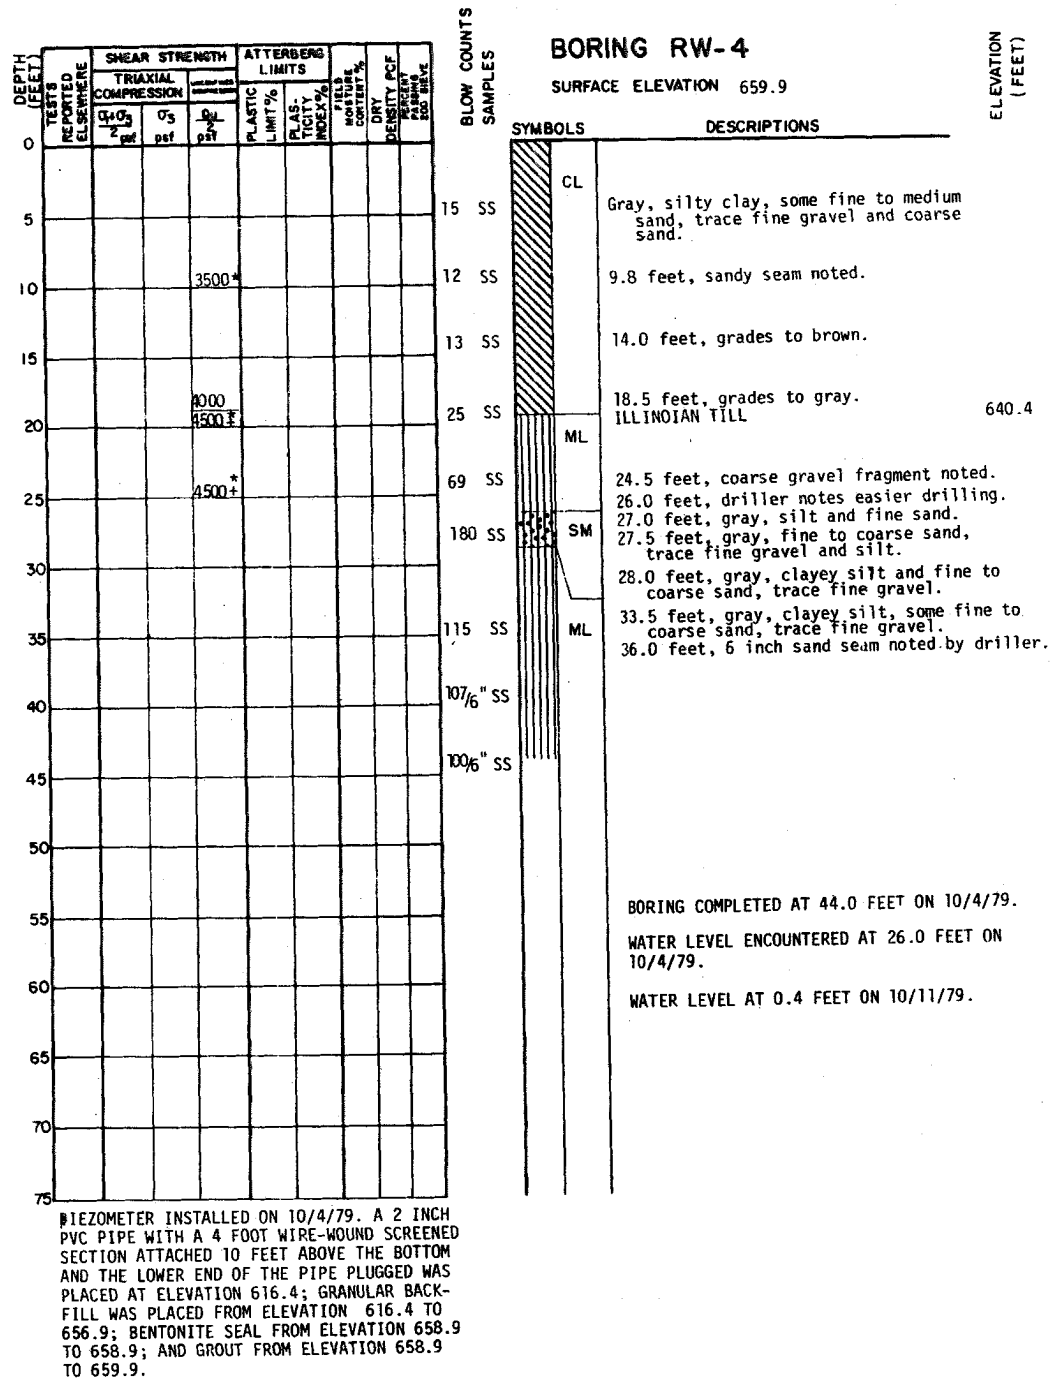 BORING RW-4
SURFACE ELEVATION 659.9
DEPTH (FEET)
TESTS REPORTED ELSEWHERE
SHEAR STRENGTH
TRIAXIAL COMPRESSION
σ3 psf
psf
ATTERBERG LIMITS
PLASTIC LIMIT%
PLAS-TICITY INDEX%
FIELD MOISTURE CONTENT %
DRY DENSITY PCF
PERCENT PASSING 200 SIEVE
BLOW COUNTS
SAMPLES
SYMBOLS
DESCRIPTIONS
ELEVATION (FEET)
0
CL
15 SS
Gray, silty clay, some fine to medium
sand, trace fine gravel and coarse
sand.
5
3500*
12 SS
9.8 feet, sandy seam noted.
10
13 SS
14.0 feet, grades to brown.
15
4000
18.5 feet, grades to gray.
4500+*
25 SS
ILLINOIAN TILL
640.4
20
ML
4500+*
69 SS
24.5 feet, coarse gravel fragment noted.
25
26.0 feet, driller notes easier drilling.
27.0 feet, gray, silt and fine sand.
180 SS
SM
27.5 feet, gray, fine to coarse sand,
trace fine gravel and silt.
30
28.0 feet, gray, clayey silt and fine to
coarse sand, trace fine gravel.
115 SS
ML
33.5 feet, gray, clayey silt, some fine to
coarse sand, trace fine gravel.
35
36.0 feet, 6 inch sand seam noted by driller.
107/6" SS
40
100/6" SS
45
50
BORING COMPLETED AT 44.0 FEET ON 10/4/79.
55
WATER LEVEL ENCOUNTERED AT 26.0 FEET ON
10/4/79.
60
WATER LEVEL AT 0.4 FEET ON 10/11/79.
65
70
75
PIEZOMETER INSTALLED ON 10/4/79. A 2 INCH
PVC PIPE WITH A 4 FOOT WIRE-WOUND SCREENED
SECTION ATTACHED 10 FEET ABOVE THE BOTTOM
AND THE LOWER END OF THE PIPE PLUGGED WAS
PLACED AT ELEVATION 616.4; GRANULAR BACK-
FILL WAS PLACED FROM ELEVATION 616.4 TO
656.9; BENTONITE SEAL FROM ELEVATION 658.9
TO 658.9; AND GROUT FROM ELEVATION 658.9
TO 659.9.